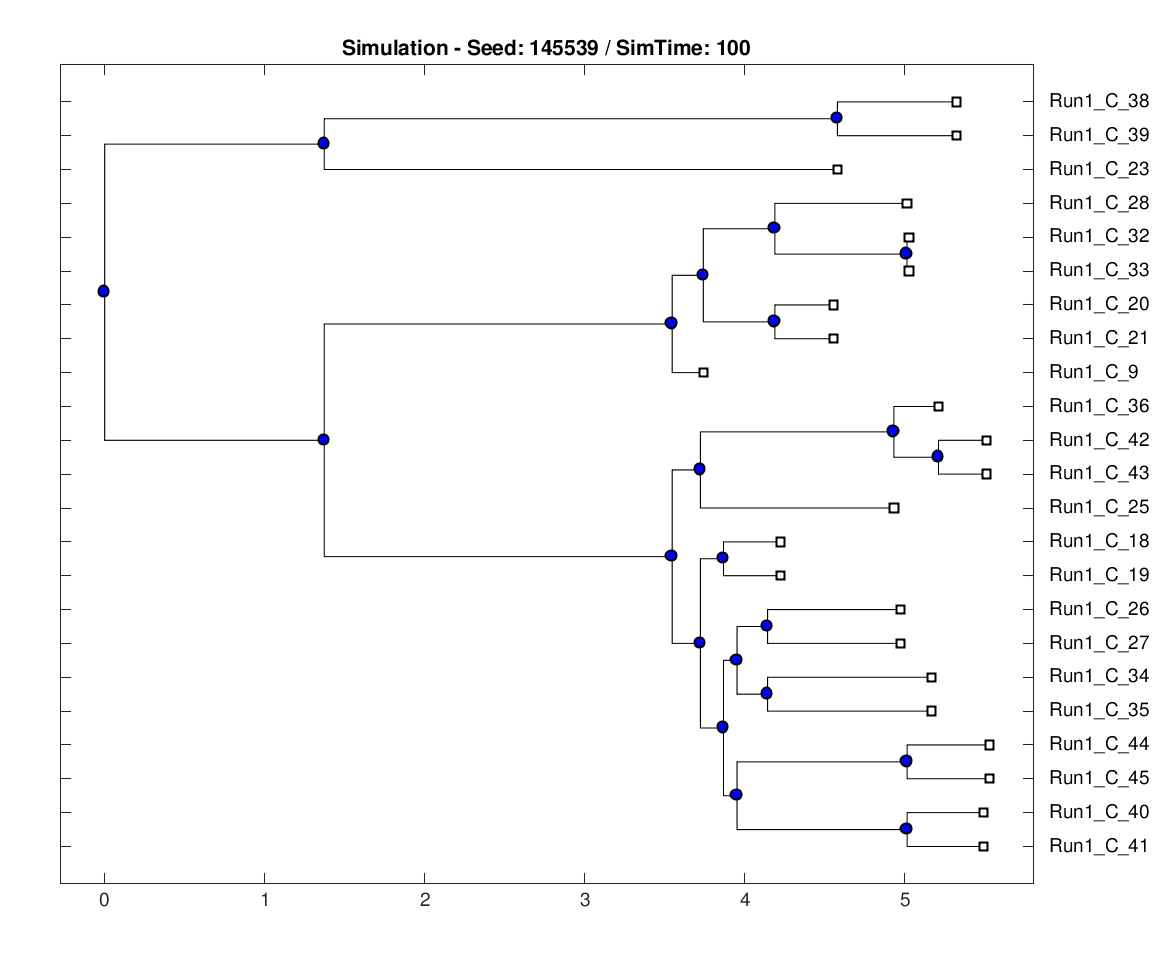 Simulation - Seed: 145539 / SimTime: 100
Run1_C_38
Run1_C_39
Run1_C_23
Run1_C_28
Run1_C_32
Run1_C_33
Run1_C_20
Run1_C_21
Run1_C_9
Run1_C_36
Run1_C_42
Run1_C_43
Run1_C_25
Run1_C_18
Run1_C_19
Run1_C_26
Run1_C_27
Run1_C_34
Run1_C_35
Run1_C_44
Run1_C_45
Run1_C_40
Run1_C_41
0 1 2 3 4 5